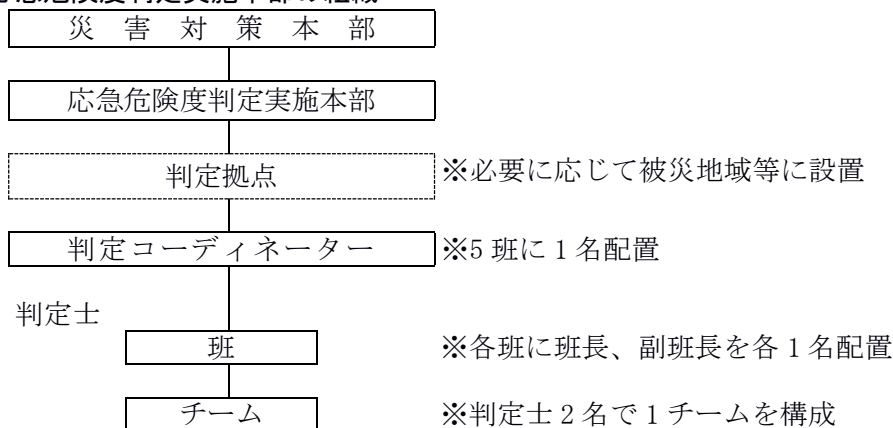 災害対策本部
応急危険度判定実施本部
判定拠点 ※必要に応じて被災地域等に設置
判定コーディネーター ※5班に1名配置
判定士
班 ※各班に班長、副班長を各1名配置
チーム ※判定士2名で1チームを構成